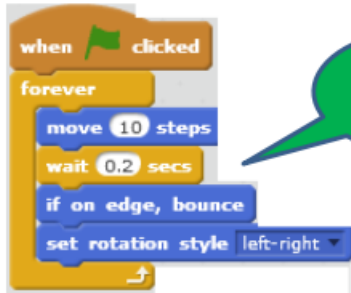 when clicked
forever
move 10 steps
wait 0.2 secs
if on edge, bounce
set rotation style left-right